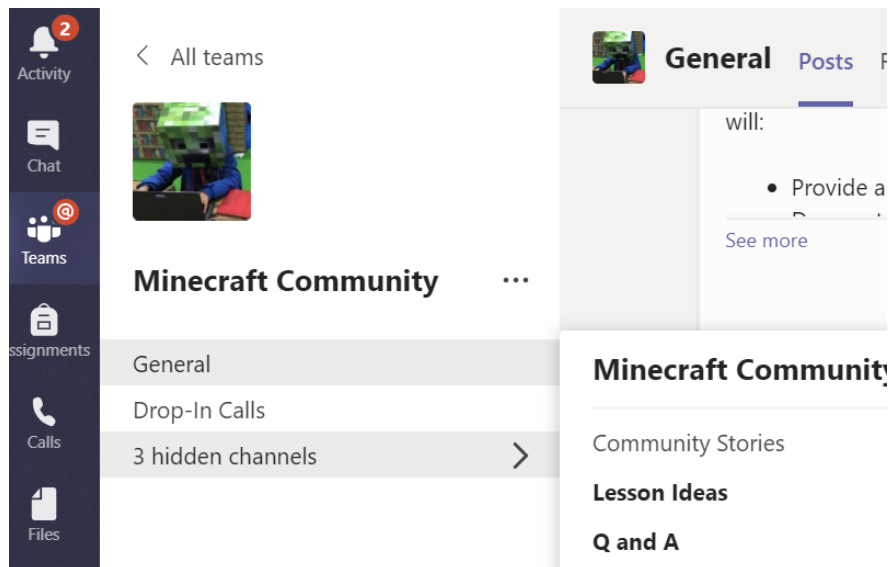 2
Activity
Chat
@
Teams
ssignments
Calls
Files
All teams
Minecraft Community
General
Drop-In Calls
3 hidden channels
General Posts
will:
Provide a
See more
Minecraft Community
Community Stories
Lesson Ideas
Q and A